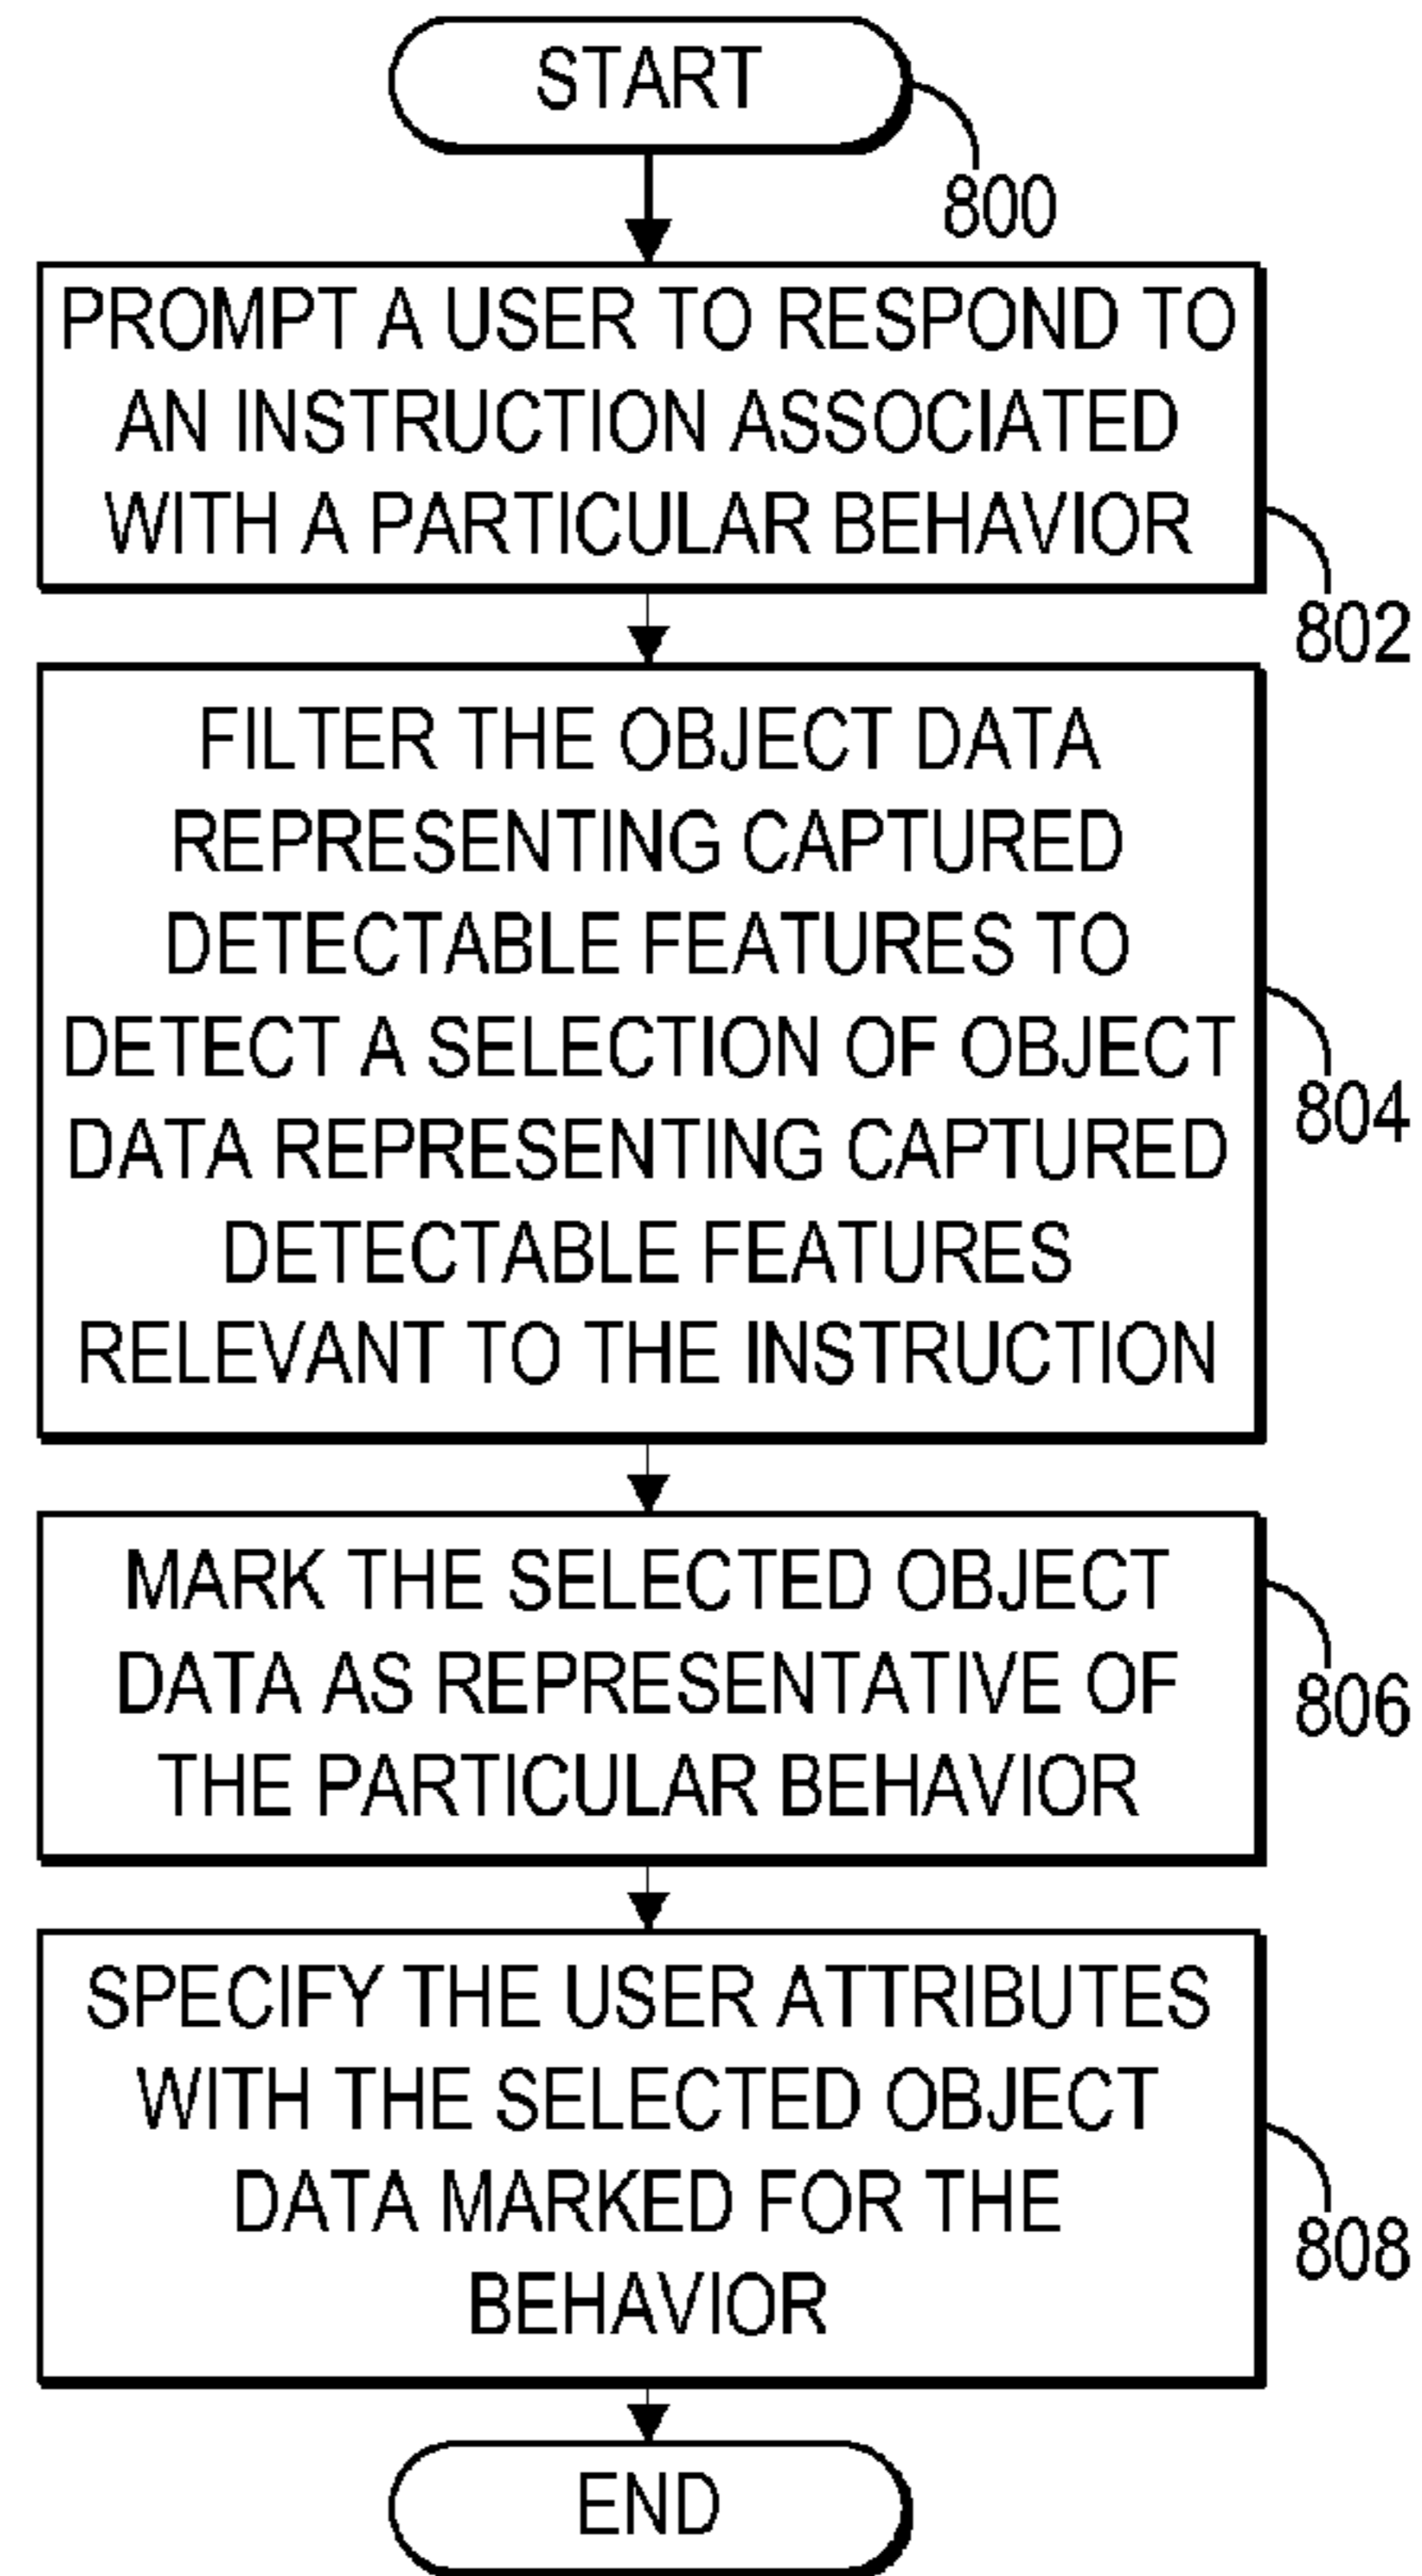 START
800
PROMPT A USER TO RESPOND TO
AN INSTRUCTION ASSOCIATED
WITH A PARTICULAR BEHAVIOR
802
FILTER THE OBJECT DATA
REPRESENTING CAPTURED
DETECTABLE FEATURES TO
DETECT A SELECTION OF OBJECT
DATA REPRESENTING CAPTURED
DETECTABLE FEATURES
RELEVANT TO THE INSTRUCTION
804
MARK THE SELECTED OBJECT
DATA AS REPRESENTATIVE OF
THE PARTICULAR BEHAVIOR
806
SPECIFY THE USER ATTRIBUTES
WITH THE SELECTED OBJECT
DATA MARKED FOR THE
BEHAVIOR
808
END